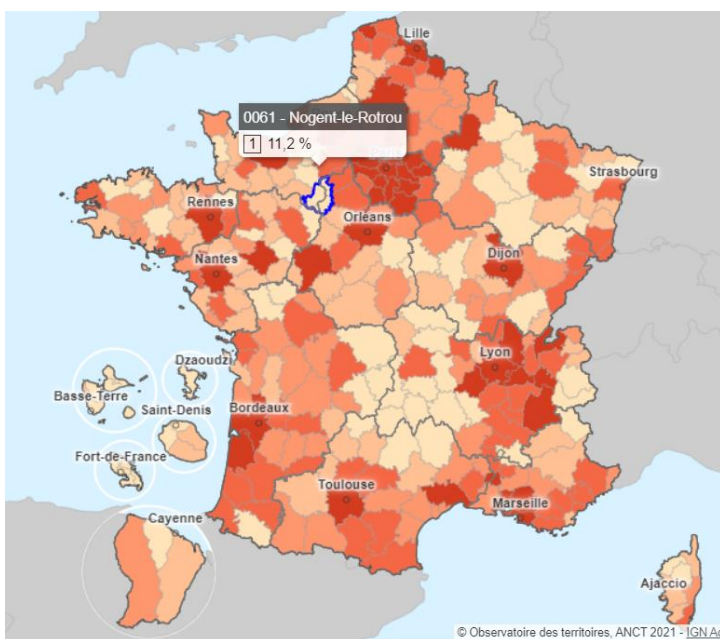 Lille
0061 - Nogent-le-Rotrou
1 11,2 %
Strasbourg
Rennes
Orléans
Nantes
Dijon
Dzaoudzi
Lyon
Basse-Terre
Saint-Denis
Bordeaux
Fort-de-France
Toulouse
Marseille
Cayenne
Ajaccio
© Observatoire des territoires, ANCT 2021 - IGN A